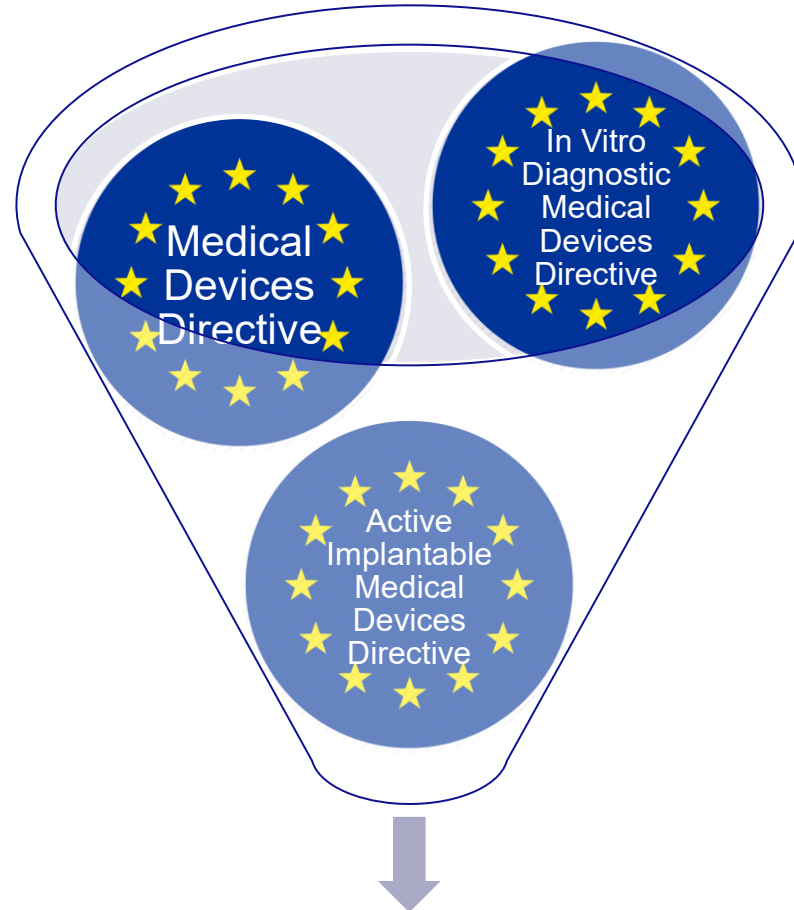 Medical
Devices
Directive
In Vitro
Diagnostic
Medical
Devices
Directive
Active
Implantable
Medical
Devices
Directive